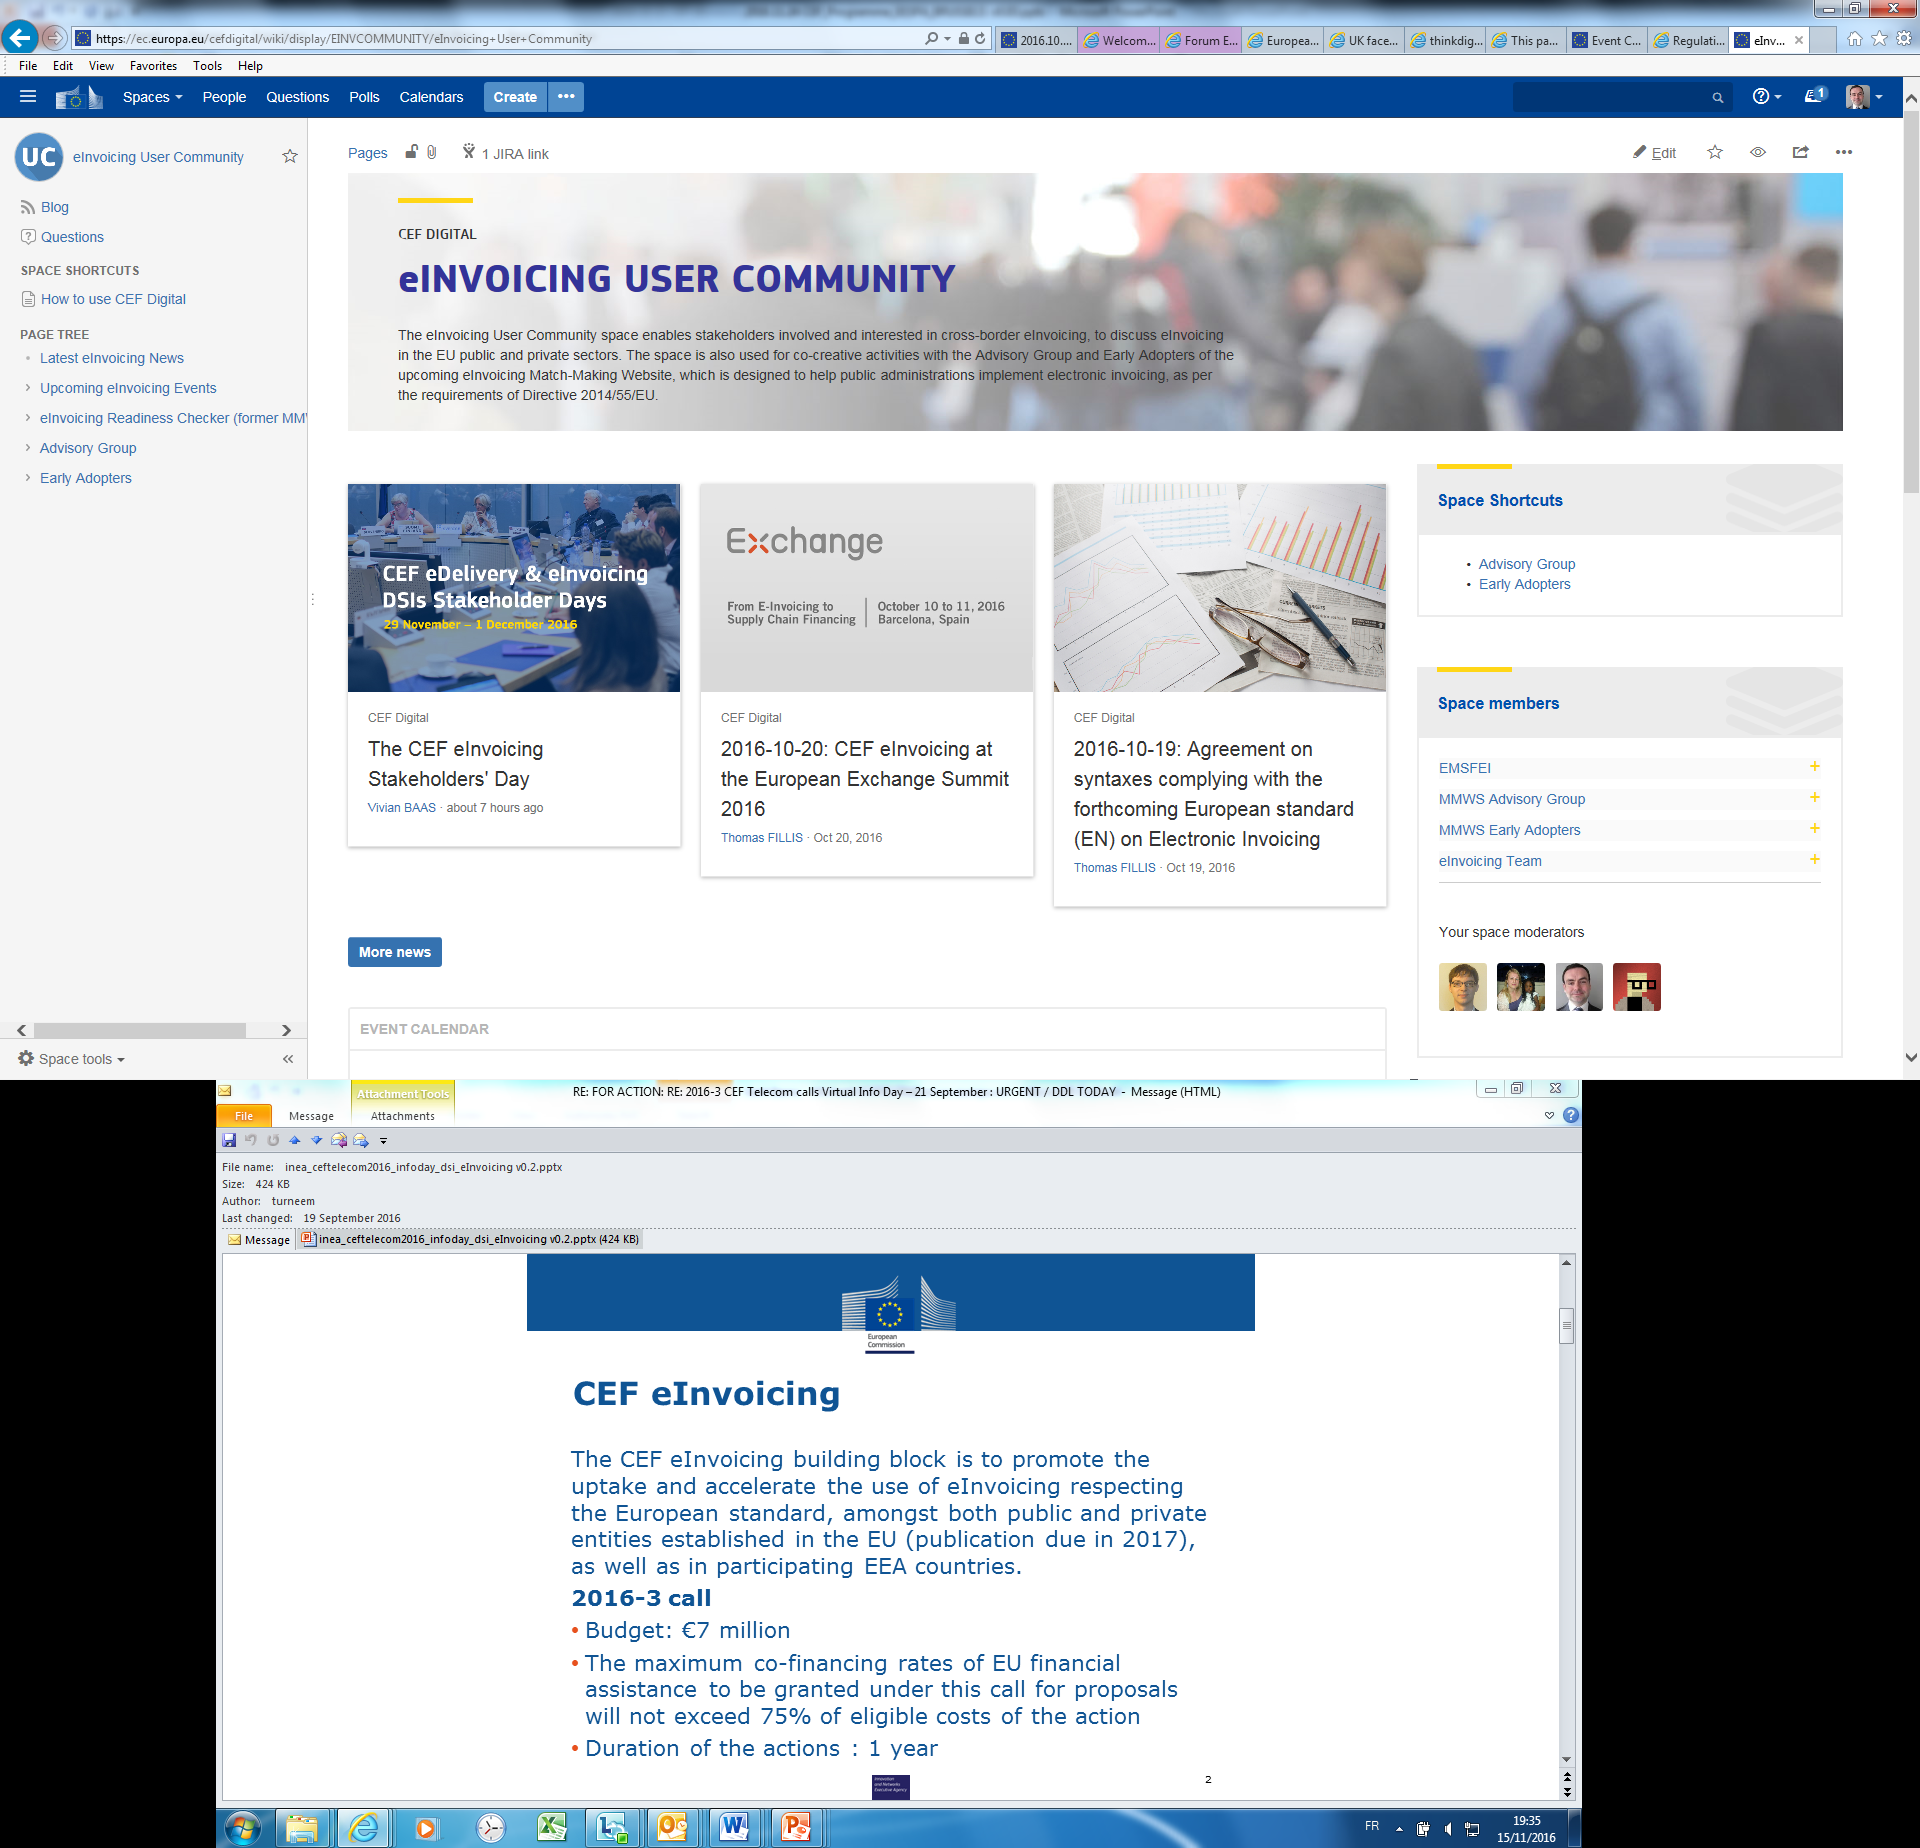 https://ec.europa.eu/cefdigital/wiki/display/EINVCOMMUNITY/eInvoicing+User+Community
2016.10....
Welcom...
Forum E...
Europea...
UK face...
thinkdig...
This pa...
Event C...
Regulati...
eInv...
File Edit View Favorites Tools Help
Spaces People Questions Polls Calendars Create ••• 1
UC eInvoicing User Community
Blog
Questions
SPACE SHORTCUTS
How to use CEF Digital
PAGE TREE
Latest eInvoicing News
Upcoming eInvoicing Events
eInvoicing Readiness Checker (former MMW
Advisory Group
Early Adopters
Space tools
Pages 1 JIRA link
Edit
CEF DIGITAL
eINVOICING USER COMMUNITY
The eInvoicing User Community space enables stakeholders involved and interested in cross-border eInvoicing, to discuss eInvoicing
in the EU public and private sectors. The space is also used for co-creative activities with the Advisory Group and Early Adopters of the
upcoming eInvoicing Match-Making Website, which is designed to help public administrations implement electronic invoicing, as per
the requirements of Directive 2014/55/EU.
CEF eDelivery & eInvoicing
DSIs Stakeholder Days
29 November – 1 December 2016
CEF Digital
The CEF eInvoicing
Stakeholders' Day
Vivian BAAS · about 7 hours ago
Exchange
From E-Invoicing to
Supply Chain Financing
October 10 to 11, 2016
Barcelona, Spain
CEF Digital
2016-10-20: CEF eInvoicing at
the European Exchange Summit
2016
Thomas FILLIS · Oct 20, 2016
CEF Digital
2016-10-19: Agreement on
syntaxes complying with the
forthcoming European standard
(EN) on Electronic Invoicing
Thomas FILLIS · Oct 19, 2016
More news
EVENT CALENDAR
Space Shortcuts
• Advisory Group
• Early Adopters
Space members
EMSFEI +
MMWS Advisory Group +
MMWS Early Adopters +
eInvoicing Team +
Your space moderators
Attachment Tools
RE: FOR ACTION: RE: 2016-3 CEF Telecom calls Virtual Info Day – 21 September : URGENT / DDL TODAY - Message (HTML)
File Message Attachments
File name: inea_ceftelecom2016_infoday_dsi_eInvoicing v0.2.pptx
Size: 424 KB
Author: turneem
Last changed: 19 September 2016
Message inea_ceftelecom2016_infoday_dsi_eInvoicing v0.2.pptx (424 KB)
European
Commission
CEF eInvoicing
The CEF eInvoicing building block is to promote the
uptake and accelerate the use of eInvoicing respecting
the European standard, amongst both public and private
entities established in the EU (publication due in 2017),
as well as in participating EEA countries.
2016-3 call
• Budget: €7 million
• The maximum co-financing rates of EU financial
assistance to be granted under this call for proposals
will not exceed 75% of eligible costs of the action
• Duration of the actions : 1 year
2
FR
19:35
15/11/2016